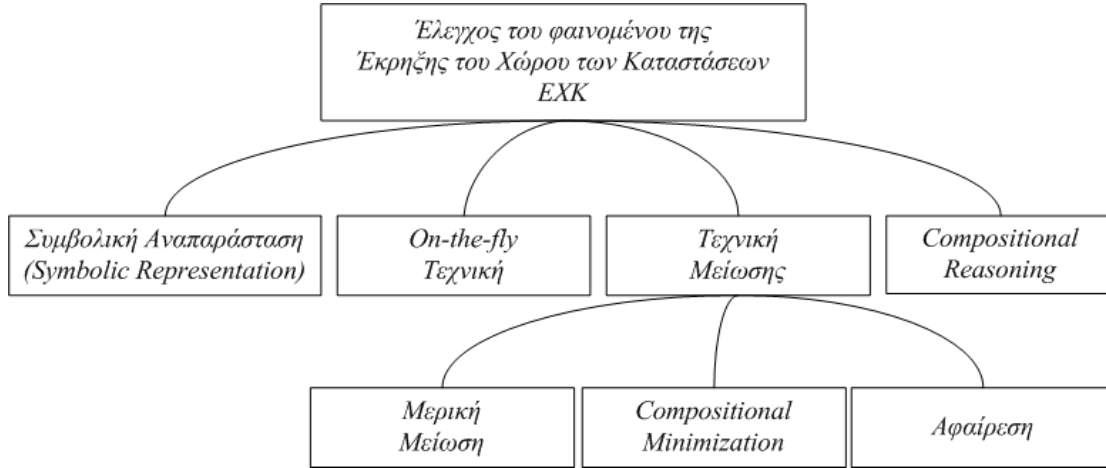 Έλεγχος του φαινομένου της
Έκρηξης του Χώρου των Καταστάσεων
ΕΧΚ
Συμβολική Αναπαράσταση
(Symbolic Representation)
On-the-fly
Τεχνική
Τεχνική
Μείωσης
Compositional
Reasoning
Μερική
Μείωση
Compositional
Minimization
Αφαίρεση